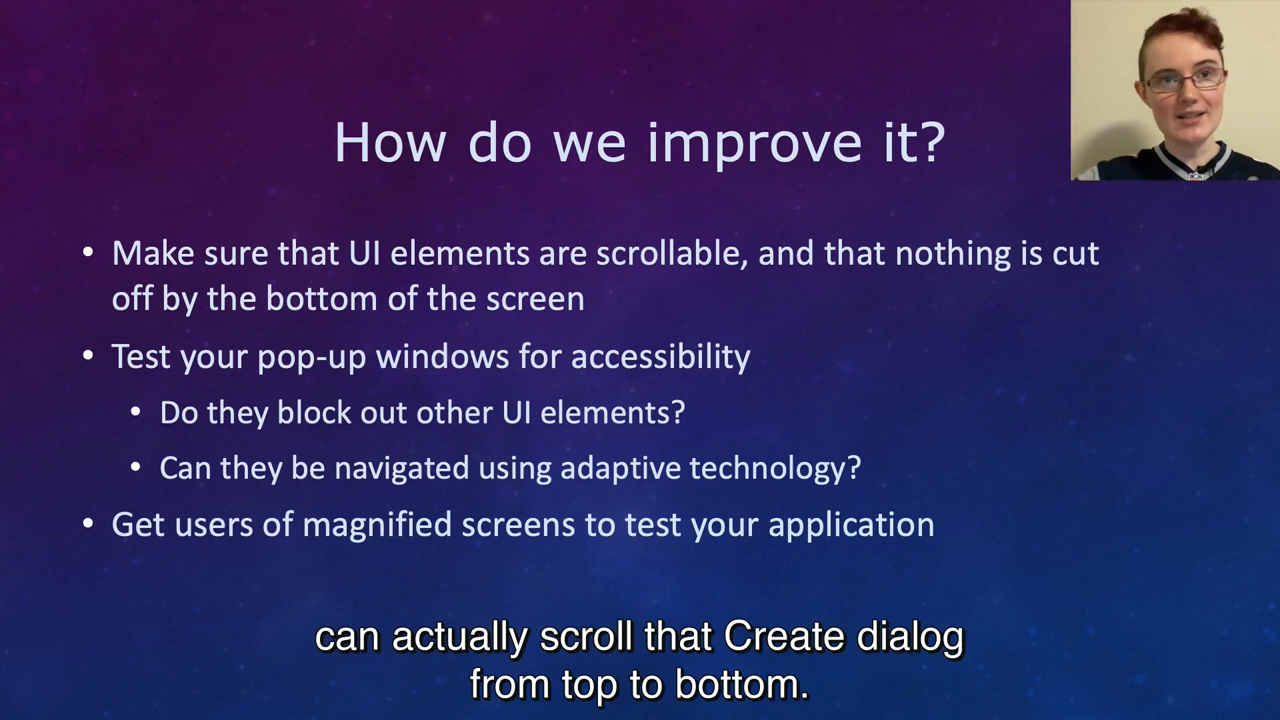 How do we improve it?
• Make sure that UI elements are scrollable, and that nothing is cut
off by the bottom of the screen
• Test your pop-up windows for accessibility
• Do they block out other UI elements?
• Can they be navigated using adaptive technology?
• Get users of magnified screens to test your application
can actually scroll that Create dialog
from top to bottom.